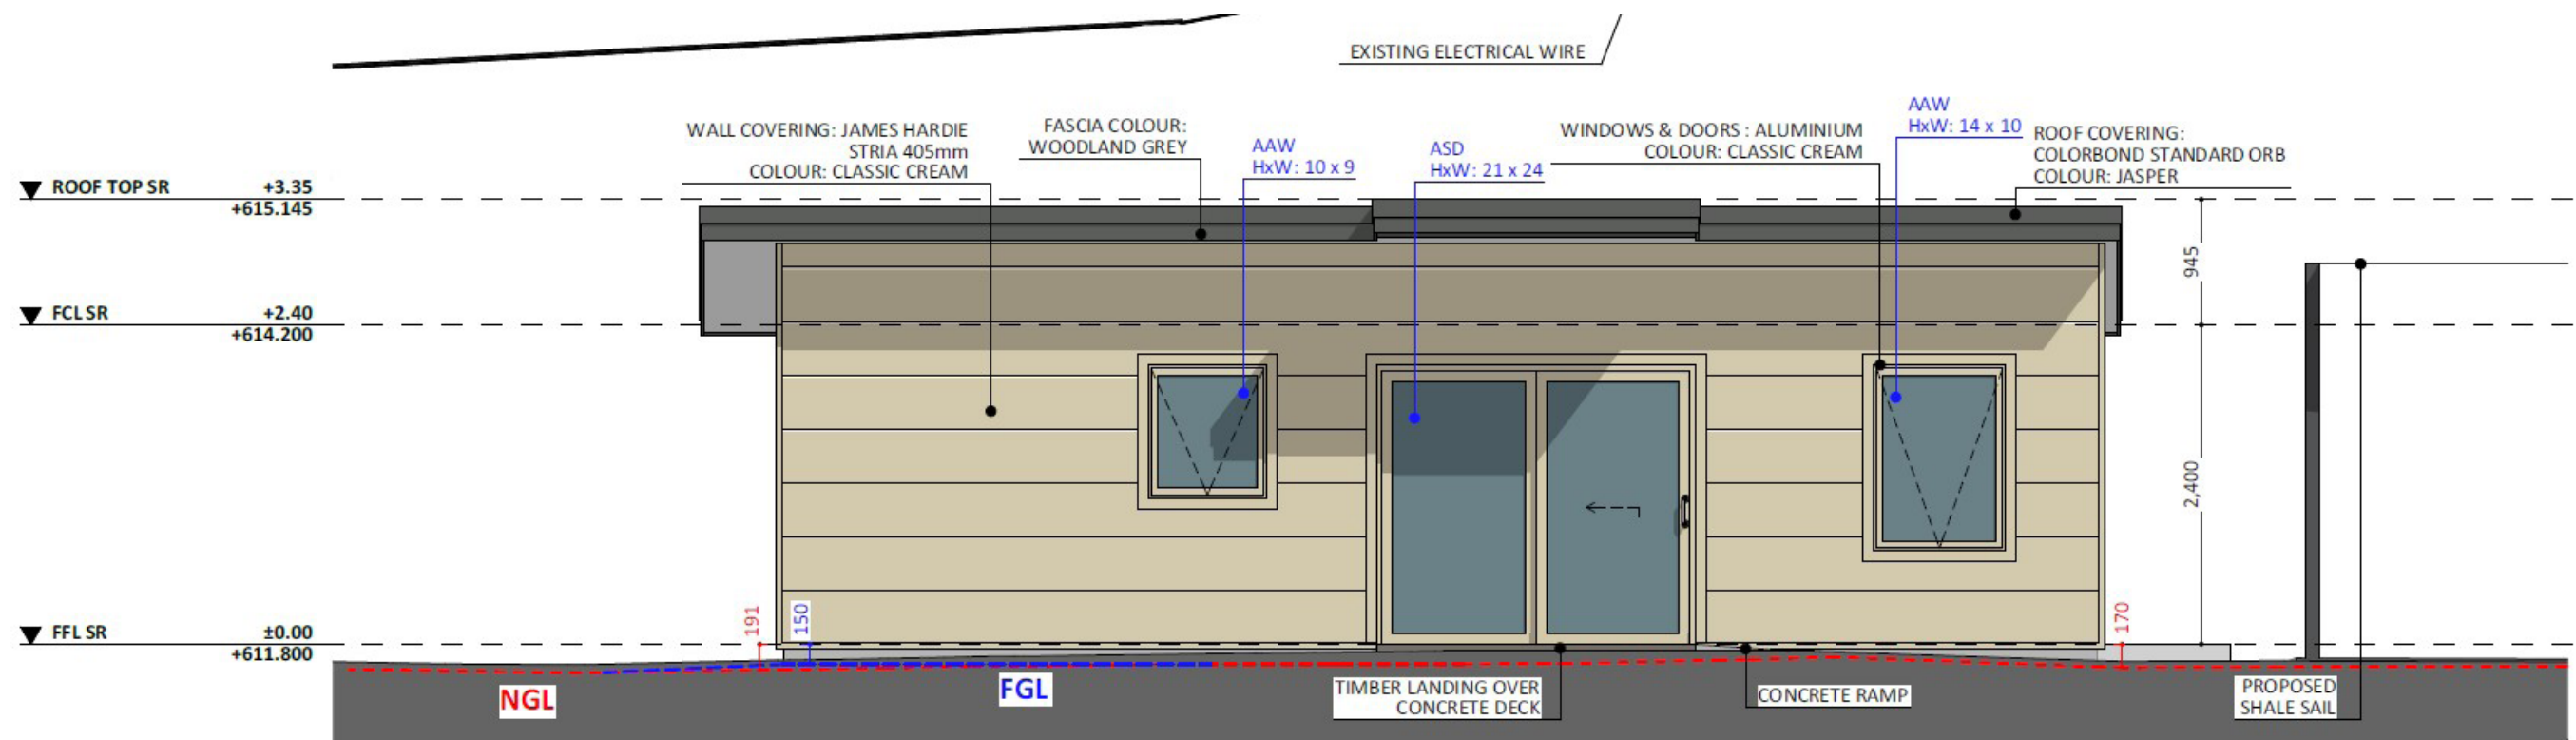 EXISTING ELECTRICAL WIRE
WALL COVERING: JAMES HARDIE
STRIA 405mm
COLOUR: CLASSIC CREAM
FASCIA COLOUR:
WOODLAND GREY
AAW
HxW: 10 x 9
ASD
HxW: 21 x 24
WINDOWS & DOORS : ALUMINIUM
COLOUR: CLASSIC CREAM
AAW
HxW: 14 x 10
ROOF COVERING:
COLORBOND STANDARD ORB
COLOUR: JASPER
ROOF TOP SR +3.35
+615.145
945
FCL SR +2.40
+614.200
2,400
191
150
170
FFL SR ±0.00
+611.800
NGL
FGL
TIMBER LANDING OVER
CONCRETE DECK
CONCRETE RAMP
PROPOSED
SHALE SAIL